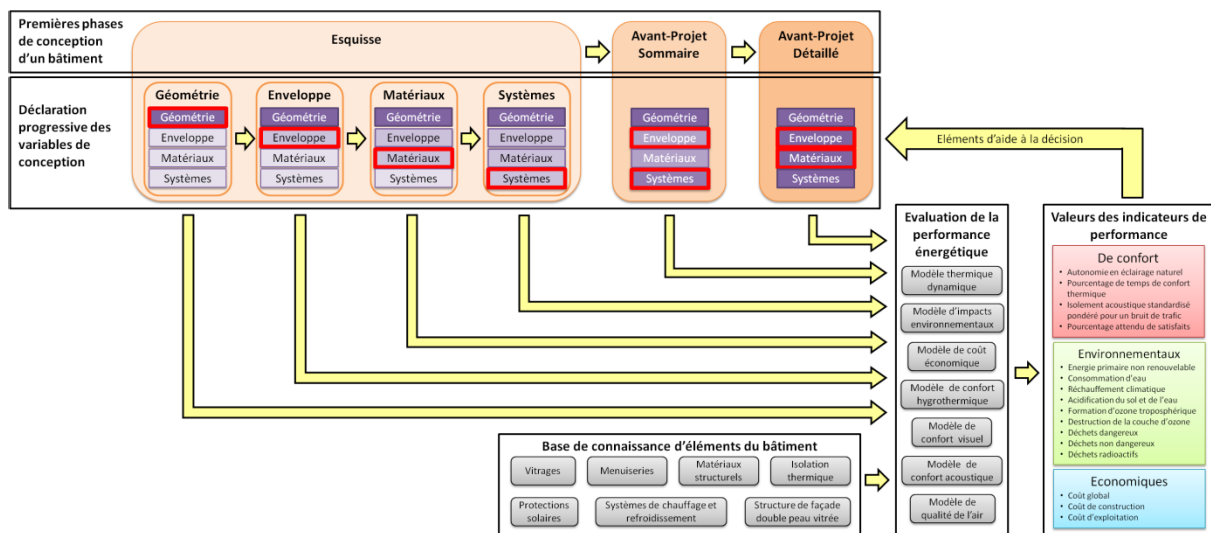 Premières phases
de conception
d'un bâtiment
Esquisse
Avant-Projet
Sommaire
Avant-Projet
Détaillé
Déclaration
progressive des
variables de
conception
Géométrie
Géométrie
Enveloppe
Matériaux
Systèmes
Enveloppe
Géométrie
Enveloppe
Matériaux
Systèmes
Matériaux
Géométrie
Enveloppe
Matériaux
Systèmes
Systèmes
Géométrie
Enveloppe
Matériaux
Systèmes
Géométrie
Enveloppe
Matériaux
Systèmes
Géométrie
Enveloppe
Matériaux
Systèmes
Eléments d'aide à la décision
Evaluation de la
performance
énergétique
Modèle thermique
dynamique
Modèle d'impacts
environnementaux
Modèle de coût
économique
Modèle de confort
hygrothermique
Modèle de
confort visuel
Modèle de
confort acoustique
Modèle de
qualité de l'air
Base de connaissance d'éléments du bâtiment
Vitrages
Menuiseries
Matériaux
structurels
Isolation
thermique
Protections
solaires
Systèmes de chauffage et
refroidissement
Structure de façade
double peau vitrée
Valeurs des indicateurs de
performance
De confort
• Autonomie en éclairage naturel
• Pourcentage de temps de confort
thermique
• Isolement acoustique standardisé
pondéré pour un bruit de trafic
• Pourcentage attendu de satisfaits
Environnementaux
• Energie primaire non renouvelable
• Consommation d'eau
• Réchauffement climatique
• Acidification du sol et de l'eau
• Formation d'ozone troposphérique
• Destruction de la couche d'ozone
• Déchets dangereux
• Déchets non dangereux
• Déchets radioactifs
Economiques
• Coût global
• Coût de construction
• Coût d'exploitation